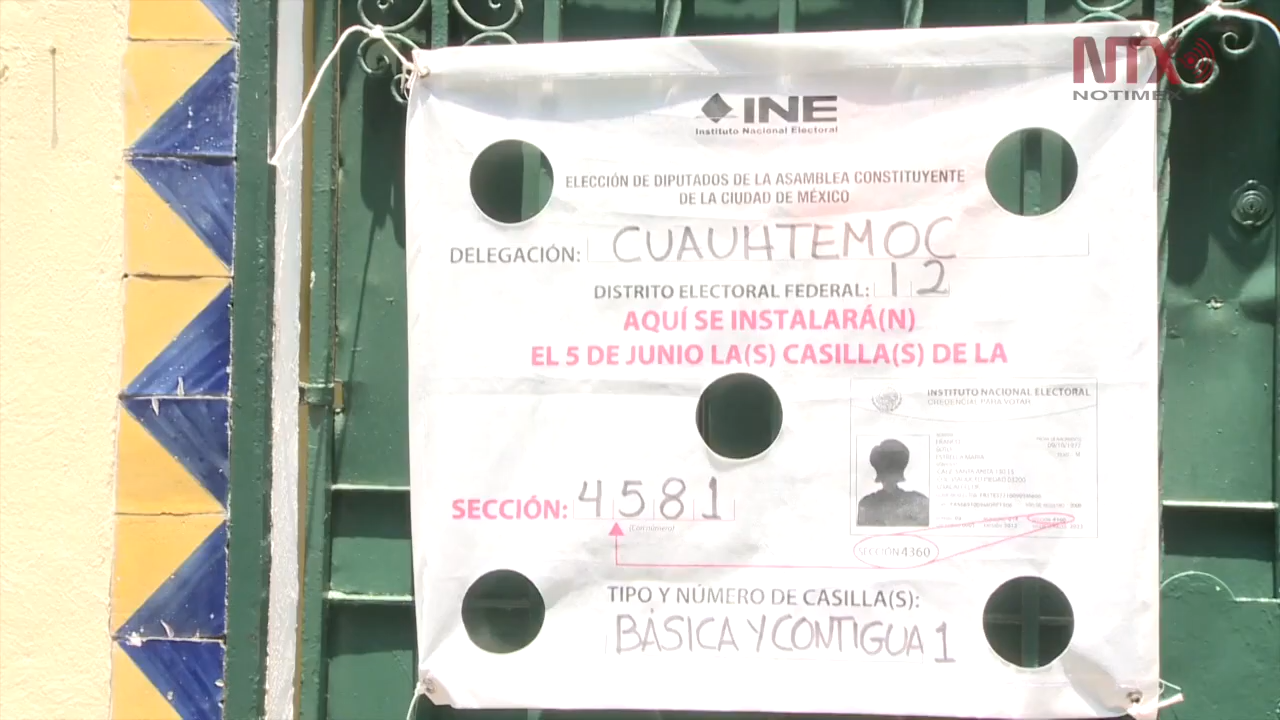 NTX
NOTIMEX
INE
Instituto Nacional Electoral
ELECCIÓN DE DIPUTADOS DE LA ASAMBLEA CONSTITUYENTE
DE LA CIUDAD DE MÉXICO
DELEGACIÓN: CUAUHTEMOC
DISTRITO ELECTORAL FEDERAL: 12
AQUÍ SE INSTALARÁ(N)
EL 5 DE JUNIO LA(S) CASILLA(S) DE LA
INSTITUTO NACIONAL ELECTORAL
CREDENCIAL PARA VOTAR
SECCIÓN: 4581
(Con número)
SECCIÓN 4360
TIPO Y NÚMERO DE CASILLA(S):
BÁSICA Y CONTIGUA 1